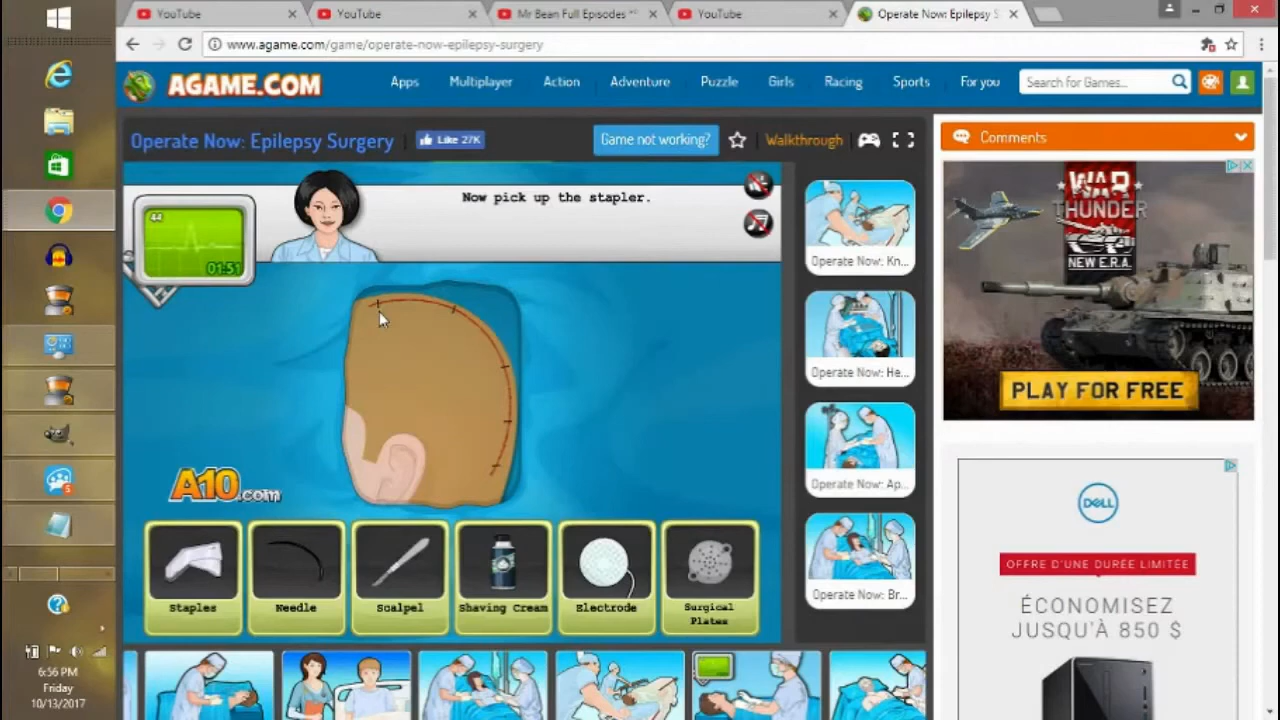 YouTube
YouTube
Mr Bean Full Episodes
YouTube
Operate Now: Epilepsy S
www.agame.com/game/operate-now-epilepsy-surgery
AGAME.COM
Apps
Multiplayer
Action
Adventure
Puzzle
Girls
Racing
Sports
For you
Search for Games...
Operate Now: Epilepsy Surgery
Like 27K
Game not working?
Walkthrough
Comments
Now pick up the stapler.
44
01:51
Operate Now: Kn...
Operate Now: He...
Operate Now: Ap...
Operate Now: Br...
WAR
THUNDER
NEW E.R.A.
PLAY FOR FREE
A10.com
Staples
Needle
Scalpel
Shaving Cream
Electrode
Surgical
Plates
DELL
OFFRE D'UNE DURÉE LIMITÉE
ÉCONOMISEZ
JUSQU'À 850 $
6:56 PM
Friday
10/13/2017